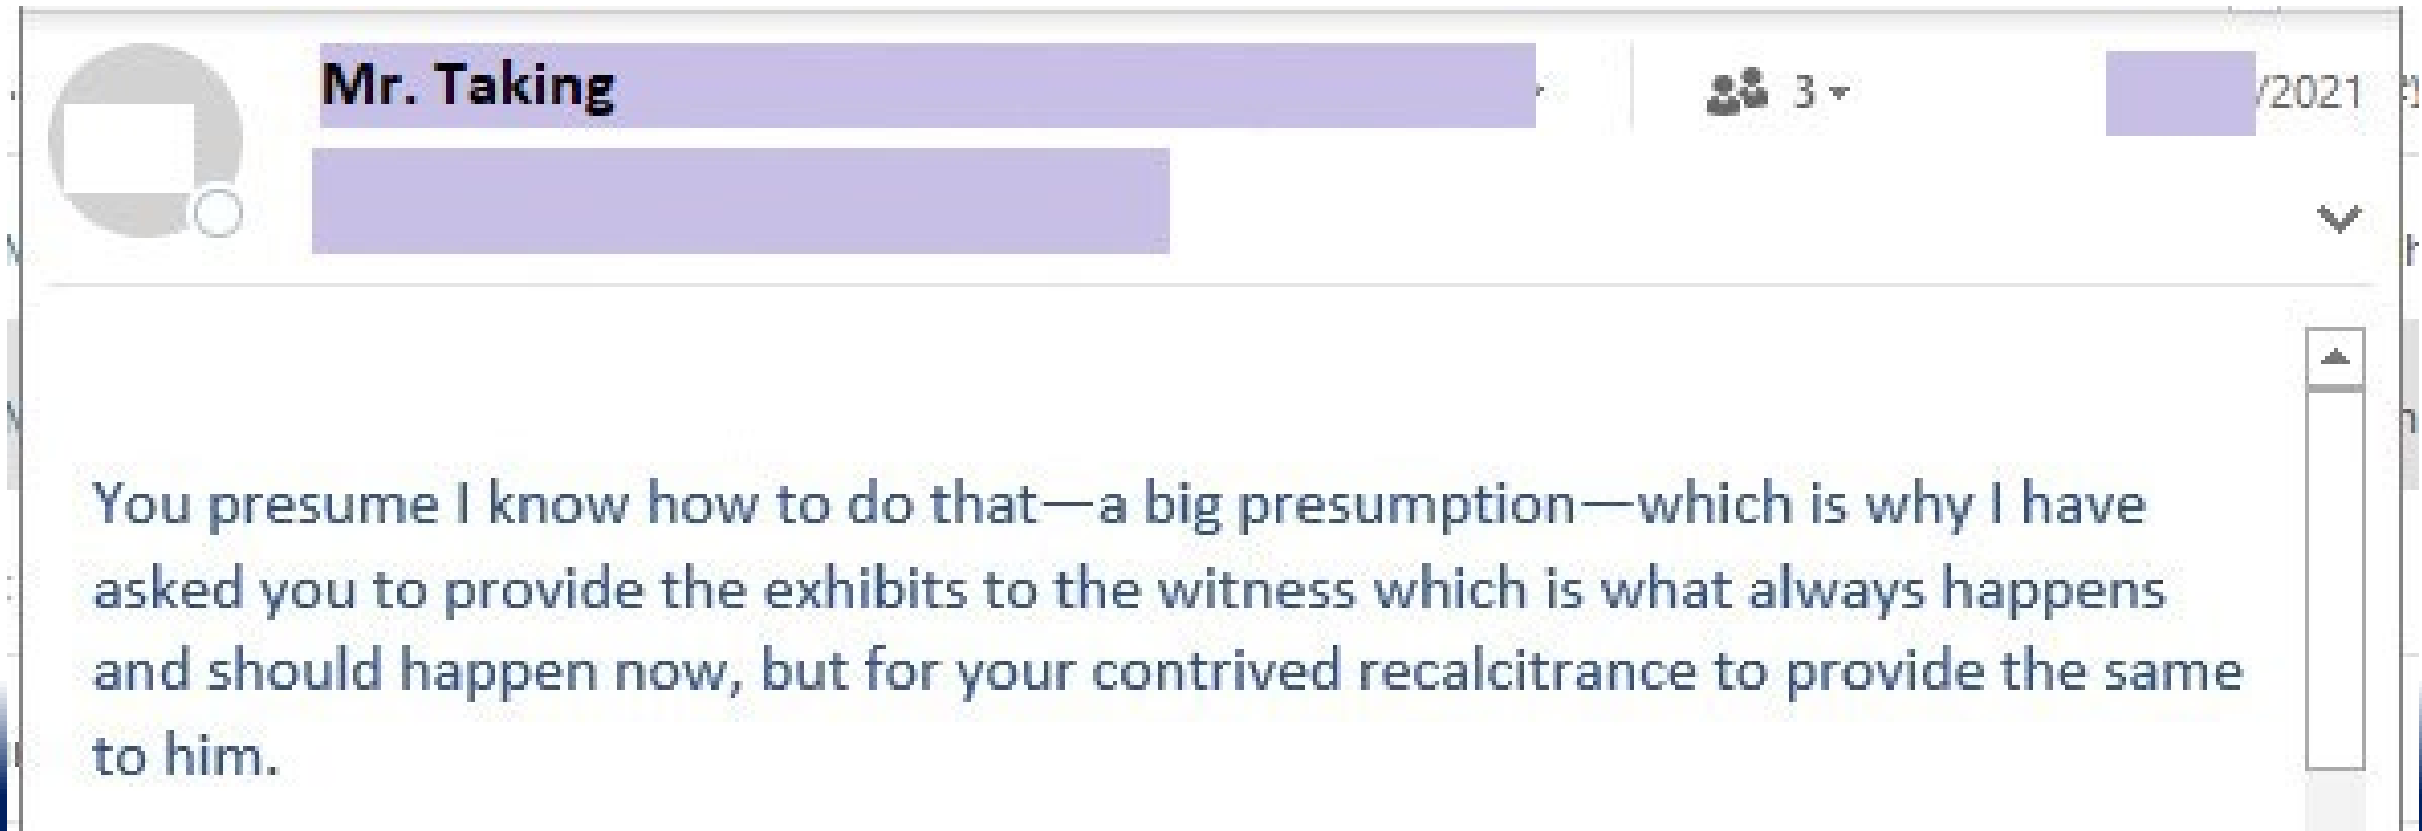 Mr. Taking
3
/2021
You presume I know how to do that—a big presumption—which is why I have
asked you to provide the exhibits to the witness which is what always happens
and should happen now, but for your contrived recalcitrance to provide the same
to him.